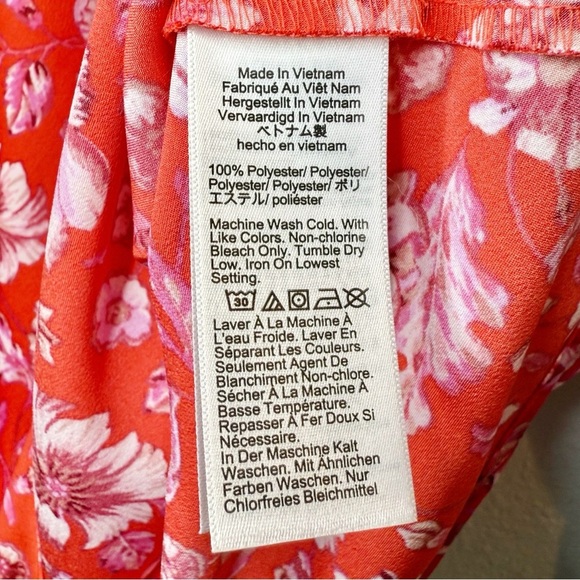 Made In Vietnam
Fabriqué Au Viêt Nam
Hergestellt In Vietnam
Vervaardigd In Vietnam
ベトナム製
hecho en vietnam
100% Polyester/ Polyester/
Polyester/ Polyester/ ポリ
エステル/ poliéster
Machine Wash Cold. With
Like Colors. Non-chlorine
Bleach Only. Tumble Dry
Low. Iron On Lowest
Setting.
30
Laver À La Machine À
L'eau Froide. Laver En
Séparant Les Couleurs.
Seulement Agent De
Blanchiment Non-chlore.
Sécher À La Machine À
Basse Température.
Repasser À Fer Doux Si
Nécessaire.
In Der Maschine Kalt
Waschen. Mit Ähnlichen
Farben Waschen. Nur
Chlorfreies Bleichmittel